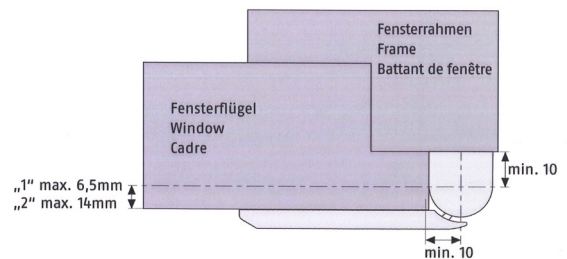 Fensterrahmen
Frame
Battant de fenêtre
Fensterflügel
Window
Cadre
min. 10
„1“ max. 6,5mm
„2“ max. 14mm
min. 10